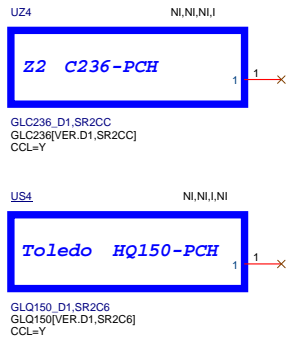 UZ4 NI,NI,NI,I
Z2 C236-PCH
1 1
GLC236_D1,SR2CC
GLC236[VER.D1,SR2CC]
CCL=Y
US4 NI,NI,I,NI
Toledo HQ150-PCH
1 1
GLQ150_D1,SR2C6
GLQ150[VER.D1,SR2C6]
CCL=Y